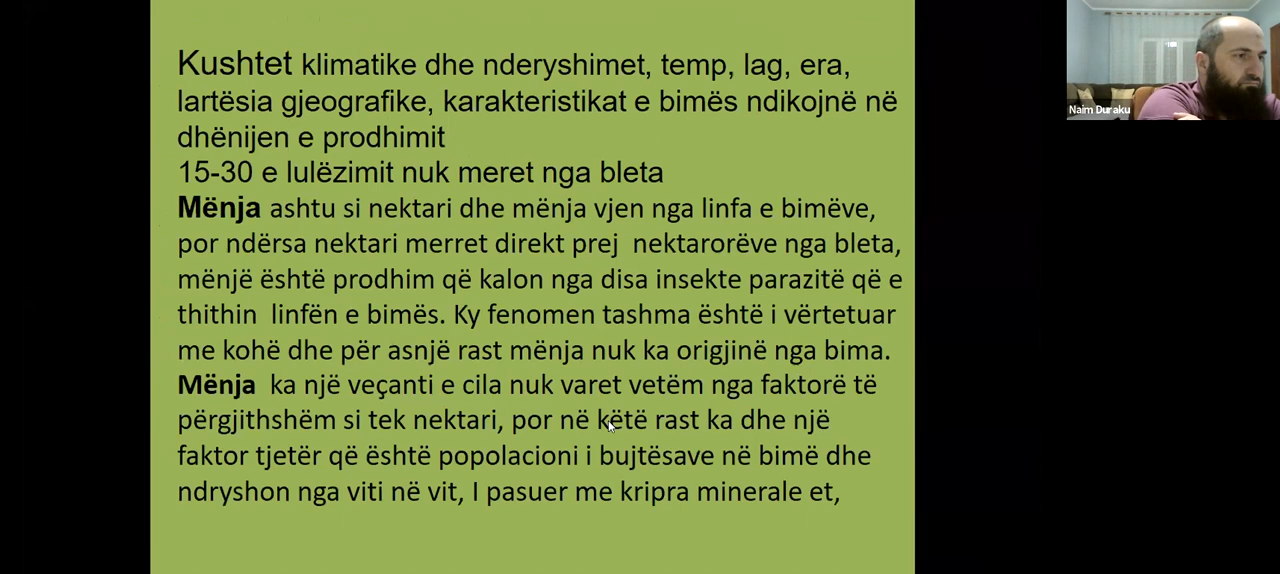 Kushtet klimatike dhe nderyshimet, temp, lag, era,
lartësia gjeografike, karakteristikat e bimës ndikojnë në
dhënijen e prodhimit
15-30 e lulëzimit nuk meret nga bleta
Mënja ashtu si nektari dhe mënja vjen nga linfa e bimëve,
por ndërsa nektari merret direkt prej  nektarorëve nga bleta,
mënjë është prodhim që kalon nga disa insekte parazitë që e
thithin  linfën e bimës. Ky fenomen tashma është i vërtetuar
me kohë dhe për asnjë rast mënja nuk ka origjinë nga bima.
Mënja  ka një veçanti e cila nuk varet vetëm nga faktorë të
përgjithshëm si tek nektari, por në këtë rast ka dhe një
faktor tjetër që është popolacioni i bujtësave në bimë dhe
ndryshon nga viti në vit, I pasuer me kripra minerale et,
Naim Duraku